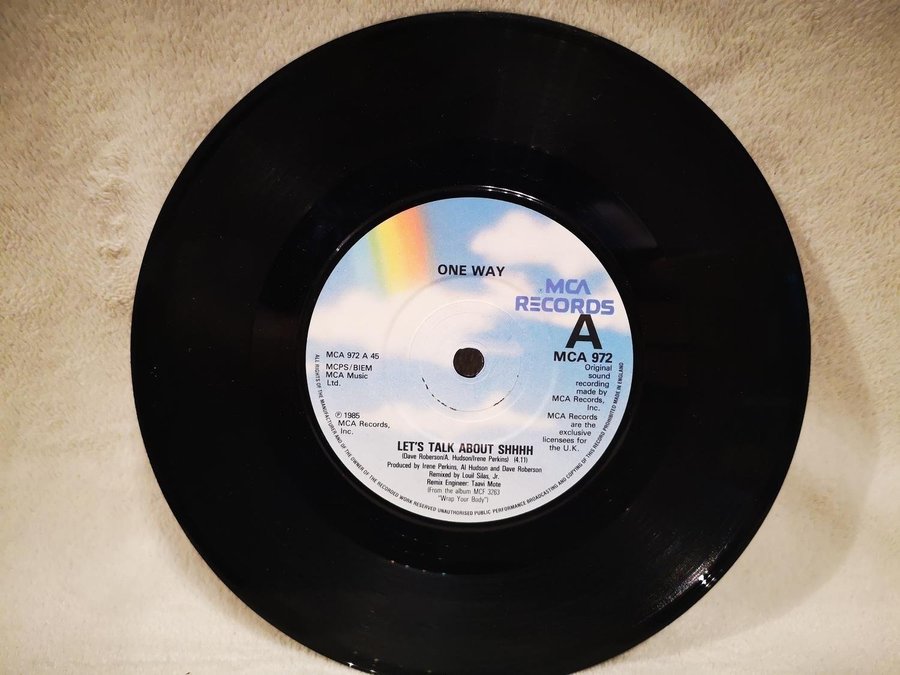 ONE WAY
MCA
RECORDS
A
MCA 972
MCA 972 A 45
MCPS/BIEM
MCA Music
Ltd.
℗ 1985
MCA Records,
Inc.
Original
sound
recording
made by
MCA Records,
Inc.
MCA Records
are the
exclusive
licensees for
the U.K.
LET'S TALK ABOUT SHHHH
(Dave Roberson/A. Hudson/Irene Perkins) (4.11)
Produced by Irene Perkins, Al Hudson and Dave Roberson
Remixed by Louil Silas, Jr.
Remix Engineer: Taavi Mote
(From the album MCF 3263
"Wrap Your Body")
ALL RIGHTS OF THE MANUFACTURER AND OF THE OWNER OF THE RECORDED WORK RESERVED UNAUTHORISED PUBLIC PERFORMANCE BROADCASTING AND COPYING OF THIS RECORD PROHIBITED MADE IN ENGLAND